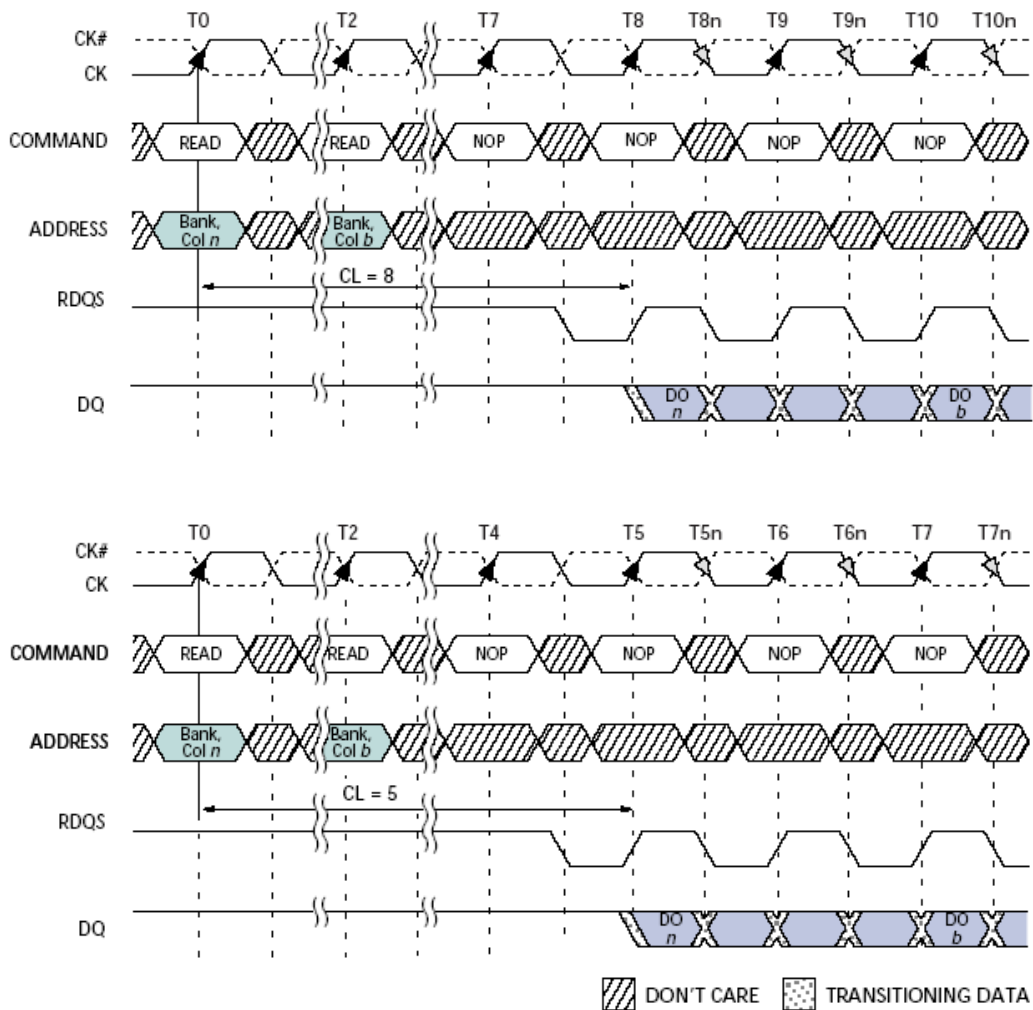 T0 T2 T7 T8 T8n T9 T9n T10 T10n
CK#
CK
COMMAND READ READ NOP NOP NOP NOP
ADDRESS Bank, Col n Bank, Col b
CL = 8
RDQS
DQ DO n DO b
T0 T2 T4 T5 T5n T6 T6n T7 T7n
CK#
CK
COMMAND READ READ NOP NOP NOP NOP
ADDRESS Bank, Col n Bank, Col b
CL = 5
RDQS
DQ DO n DO b
DON'T CARE TRANSITIONING DATA